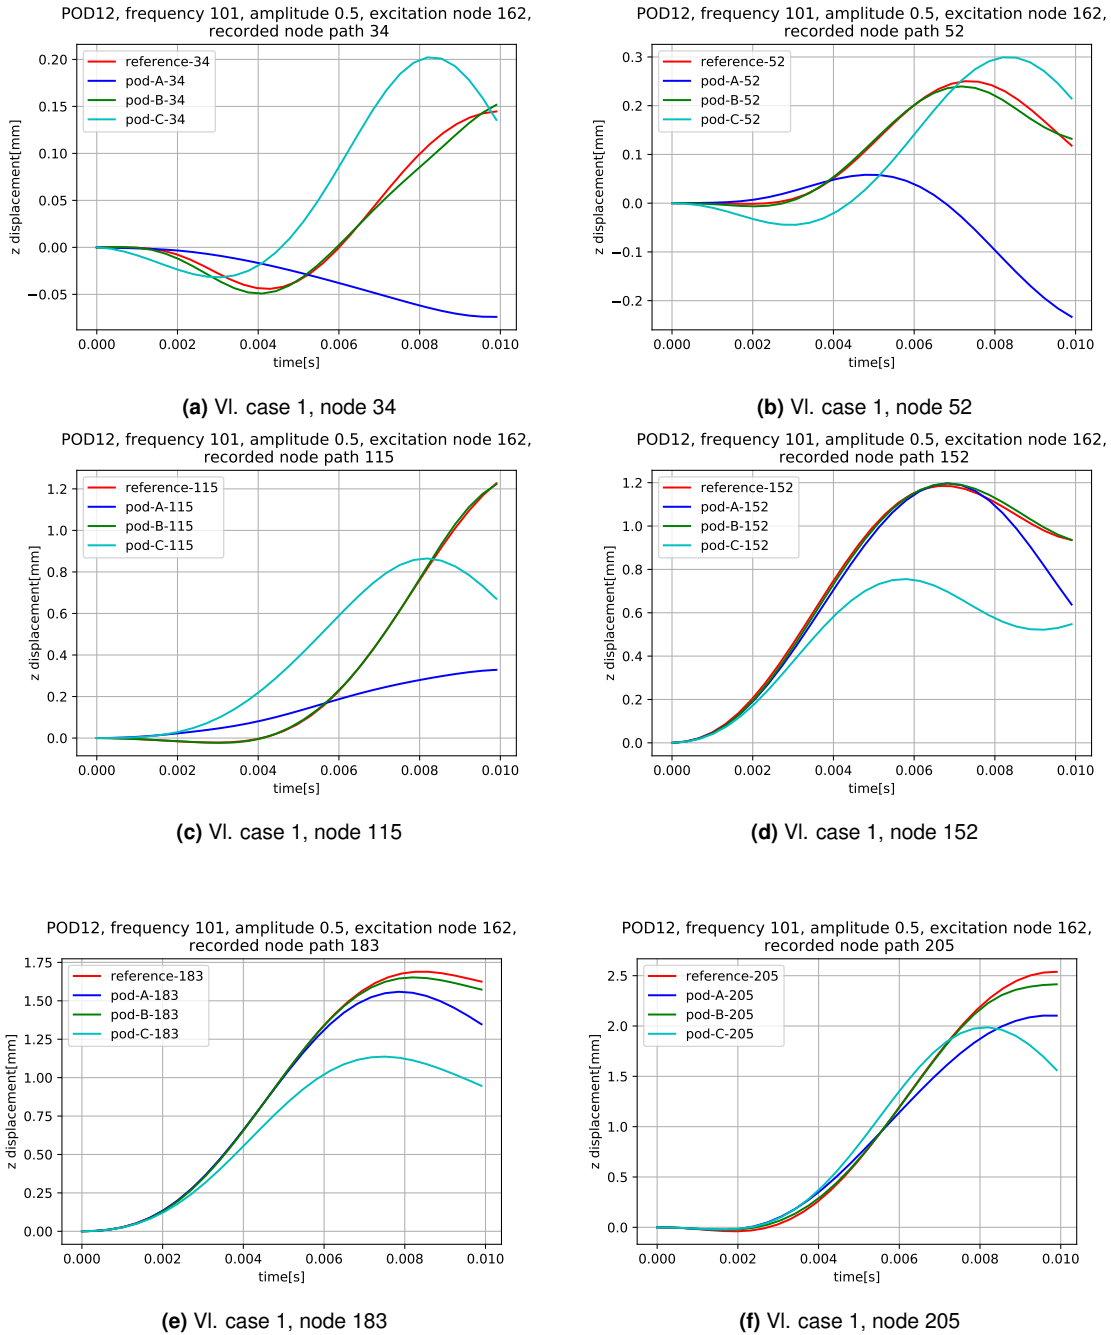 POD12, frequency 101, amplitude 0.5, excitation node 162,
recorded node path 34
0.20
0.15
0.10
0.05
0.00
−0.05
z displacement[mm]
reference-34
pod-A-34
pod-B-34
pod-C-34
0.000 0.002 0.004 0.006 0.008 0.010
time[s]
(a) VI. case 1, node 34
POD12, frequency 101, amplitude 0.5, excitation node 162,
recorded node path 52
0.3
0.2
0.1
0.0
−0.1
−0.2
z displacement[mm]
reference-52
pod-A-52
pod-B-52
pod-C-52
0.000 0.002 0.004 0.006 0.008 0.010
time[s]
(b) VI. case 1, node 52
POD12, frequency 101, amplitude 0.5, excitation node 162,
recorded node path 115
1.2
1.0
0.8
0.6
0.4
0.2
0.0
z displacement[mm]
reference-115
pod-A-115
pod-B-115
pod-C-115
0.000 0.002 0.004 0.006 0.008 0.010
time[s]
(c) VI. case 1, node 115
POD12, frequency 101, amplitude 0.5, excitation node 162,
recorded node path 152
1.2
1.0
0.8
0.6
0.4
0.2
0.0
z displacement[mm]
reference-152
pod-A-152
pod-B-152
pod-C-152
0.000 0.002 0.004 0.006 0.008 0.010
time[s]
(d) VI. case 1, node 152
POD12, frequency 101, amplitude 0.5, excitation node 162,
recorded node path 183
1.75
1.50
1.25
1.00
0.75
0.50
0.25
0.00
z displacement[mm]
reference-183
pod-A-183
pod-B-183
pod-C-183
0.000 0.002 0.004 0.006 0.008 0.010
time[s]
(e) VI. case 1, node 183
POD12, frequency 101, amplitude 0.5, excitation node 162,
recorded node path 205
2.5
2.0
1.5
1.0
0.5
0.0
z displacement[mm]
reference-205
pod-A-205
pod-B-205
pod-C-205
0.000 0.002 0.004 0.006 0.008 0.010
time[s]
(f) VI. case 1, node 205